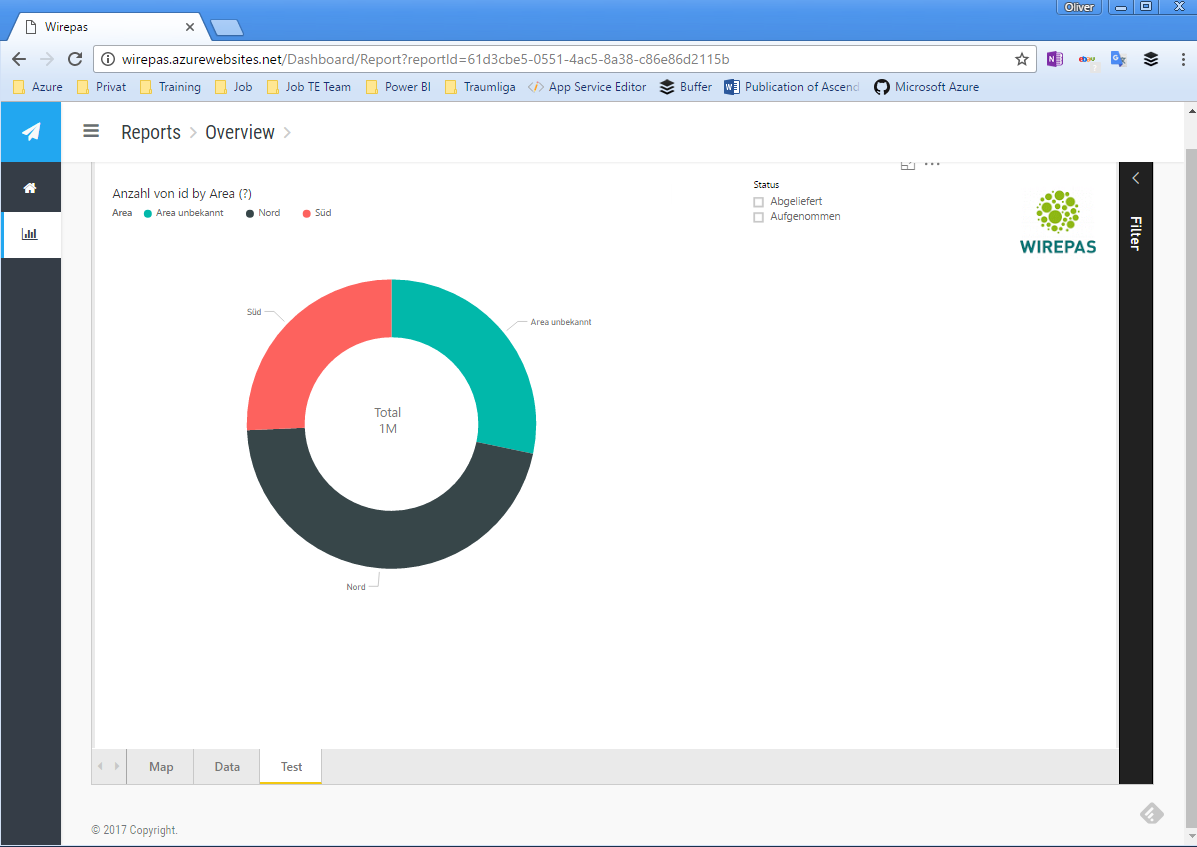 Oliver
Wirepas
wirepas.azurewebsites.net/Dashboard/Report?reportId=61d3cbe5-0551-4ac5-8a38-c86e86d2115b
Azure Privat Training Job Job TE Team Power BI Traumliga App Service Editor Buffer Publication of Ascend Microsoft Azure
Reports Overview
Anzahl von id by Area (?)
Area Area unbekannt Nord Süd
Status
Abgeliefert
Aufgenommen
WIREPAS
Filter
Süd
Area unbekannt
Total
1M
Nord
Map Data Test
© 2017 Copyright.